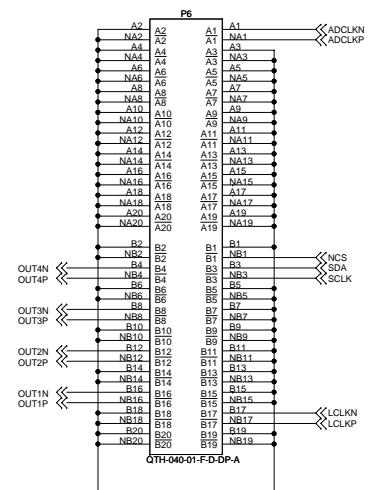 P6
A2 A2 A1 A1 ADCLKN
NA2 A2 A1 NA1 ADCLKP
A4 A4 A3 A3
NA4 A4 A3 NA3
A6 A6 A5 A5
NA6 A6 A5 NA5
A8 A8 A7 A7
NA8 A8 A7 NA7
A10 A10 A9 A9
NA10 A10 A9 NA9
A12 A12 A11 A11
NA12 A12 A11 NA11
A14 A14 A13 A13
NA14 A14 A13 NA13
A16 A16 A15 A15
NA16 A16 A15 NA15
A18 A18 A17 A17
NA18 A18 A17 NA17
A20 A20 A19 A19
NA20 A20 A19 NA19
B2 B2 B1 B1
NB2 B2 B1 NB1 NCS
OUT4N B4 B4 B3 B3 SDA
OUT4P NB4 B4 B3 NB3 SCLK
B6 B6 B5 B5
NB6 B6 B5 NB5
OUT3N B8 B8 B7 B7
OUT3P NB8 B8 B7 NB7
B10 B10 B9 B9
NB10 B10 B9 NB9
OUT2N B12 B12 B11 B11
OUT2P NB12 B12 B11 NB11
B14 B14 B13 B13
NB14 B14 B13 NB13
OUT1N B16 B16 B15 B15
OUT1P NB16 B16 B15 NB15
B18 B18 B17 B17 LCLKN
NB18 B18 B17 NB17 LCLKP
B20 B20 B19 B19
NB20 B20 B19 NB19
QTH-040-01-F-D-DP-A